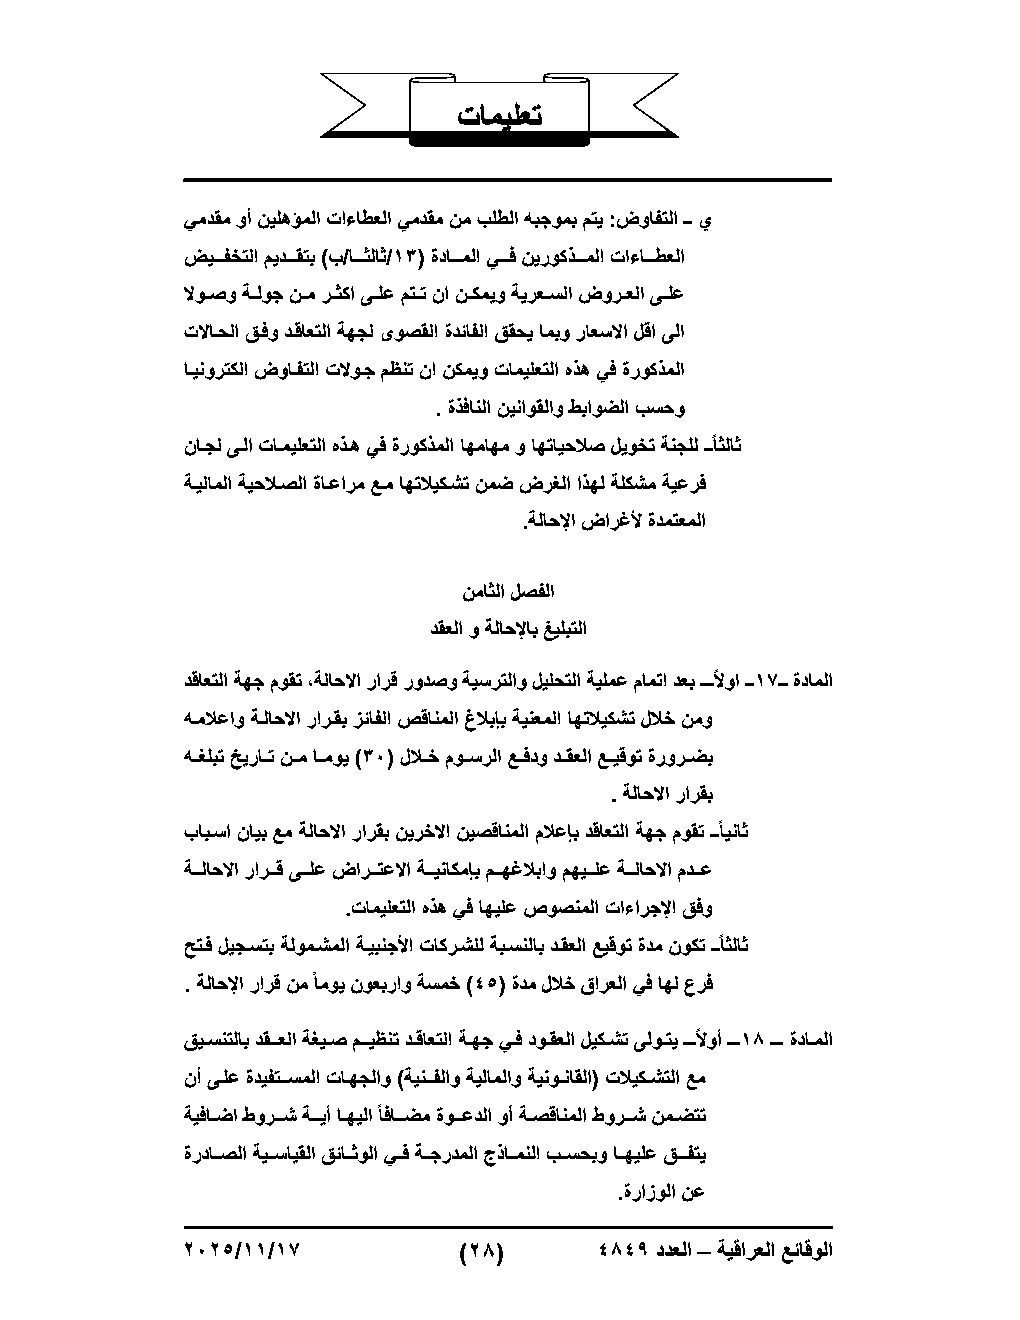 تعليمات
ي ـ التفاوض: يتم بموجبه الطلب من مقدمي العطاءات المؤهلين أو مقدمي
العطاءات المذكورين في المادة (١٣/ثالثا/ب) بتقديم التخفيض
على العروض السعرية ويمكن ان تتم على اكثر من جولة وصولا
الى اقل الاسعار وبما يحقق الفائدة القصوى لجهة التعاقد وفق الحالات
المذكورة في هذه التعليمات ويمكن ان تنظم جولات التفاوض الكترونيا
وحسب الضوابط والقوانين النافذة .
ثالثاًـ للجنة تخويل صلاحياتها و مهامها المذكورة في هذه التعليمات الى لجان
فرعية مشكلة لهذا الغرض ضمن تشكيلاتها مع مراعاة الصلاحية المالية
المعتمدة لأغراض الإحالة.
الفصل الثامن
التبليغ بالإحالة و العقد
المادة ـ١٧ـ اولاًـ بعد اتمام عملية التحليل والترسية وصدور قرار الاحالة، تقوم جهة التعاقد
ومن خلال تشكيلاتها المعنية بإبلاغ المناقص الفائز بقرار الاحالة واعلامه
بضرورة توقيع العقد ودفع الرسوم خلال (٣٠) يوما من تاريخ تبلغه
بقرار الاحالة .
ثانياًـ تقوم جهة التعاقد بإعلام المناقصين الاخرين بقرار الاحالة مع بيان اسباب
عدم الاحالة عليهم وابلاغهم بإمكانية الاعتراض على قرار الاحالة
وفق الإجراءات المنصوص عليها في هذه التعليمات.
ثالثاًـ تكون مدة توقيع العقد بالنسبة للشركات الأجنبية المشمولة بتسجيل فتح
فرع لها في العراق خلال مدة (٤٥) خمسة واربعون يوماً من قرار الإحالة .
المادة ـ ١٨ـ أولاًـ يتولى تشكيل العقود في جهة التعاقد تنظيم صيغة العقد بالتنسيق
مع التشكيلات (القانونية والمالية والفنية) والجهات المستفيدة على أن
تتضمن شروط المناقصة أو الدعوة مضافاً اليها أية شروط اضافية
يتفق عليها وبحسب النماذج المدرجة في الوثائق القياسية الصادرة
عن الوزارة.
الوقائع العراقية – العدد ٤٨٤٩ (٢٨) ٢٠٢٥/١١/١٧